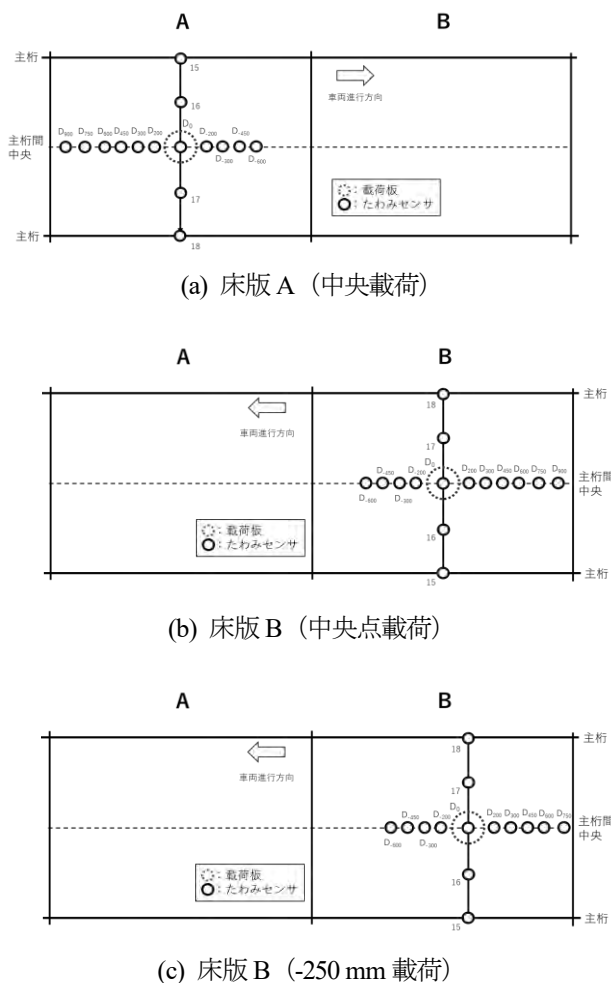 A B
主桁
15
車両進行方向
16
D₀
D₉₀₀ D₇₅₀ D₆₀₀ D₄₅₀ D₃₀₀ D₂₀₀ D₋₂₀₀ D₋₄₅₀
主桁間
中央
D₋₃₀₀ D₋₆₀₀
17
:載荷板
:たわみセンサ
主桁
18
(a) 床版 A(中央載荷)
A B
主桁
18
車両進行方向
17
D₀
D₋₄₅₀ D₋₂₀₀ D₂₀₀ D₃₀₀ D₄₅₀ D₆₀₀ D₇₅₀ D₉₀₀
主桁間
中央
D₋₆₀₀ D₋₃₀₀
:載荷板
:たわみセンサ
16
主桁
15
(b) 床版 B(中央点載荷)
A B
主桁
18
車両進行方向
17
D₀
D₋₄₅₀ D₋₂₀₀ D₂₀₀ D₃₀₀ D₄₅₀ D₆₀₀ D₇₅₀
主桁間
中央
D₋₆₀₀ D₋₃₀₀
:載荷板
:たわみセンサ
16
主桁
15
(c) 床版 B(-250 mm 載荷)